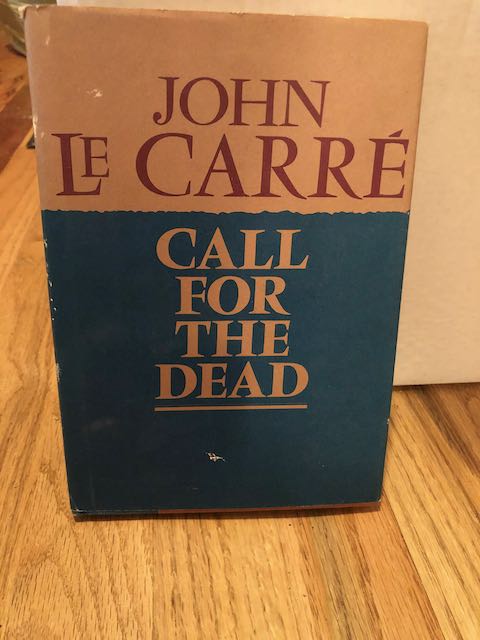 JOHN
LE CARRÉ
CALL
FOR
THE
DEAD